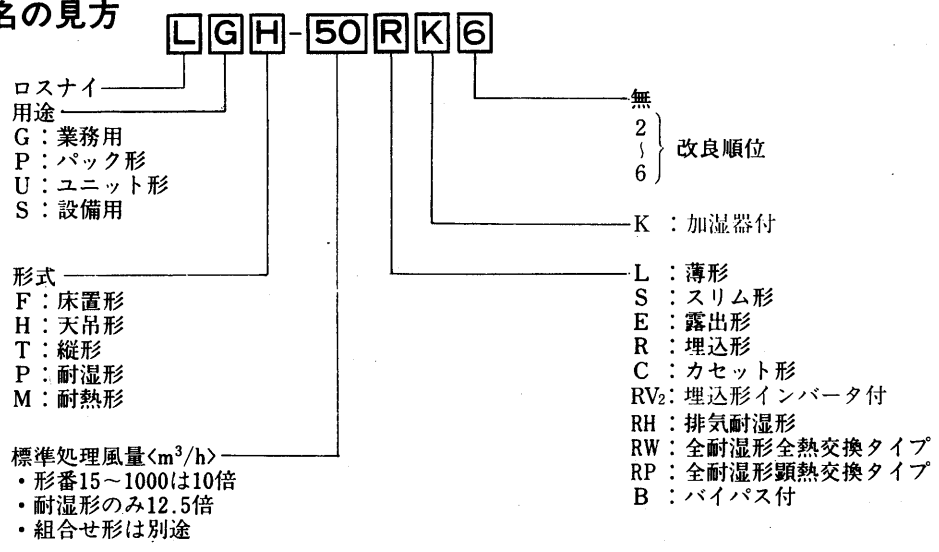 名の見方
LGH-50RK6
ロスナイ
用途
G：業務用
P：パック形
U：ユニット形
S：設備用
形式
F：床置形
H：天吊形
T：縦形
P：耐湿形
M：耐熱形
標準処理風量<m³/h>
・形番15～1000は10倍
・耐湿形のみ12.5倍
・組合せ形は別途
無
2
～
6
改良順位
K ：加湿器付
L ：薄形
S ：スリム形
E ：露出形
R ：埋込形
C ：カセット形
RV₂：埋込形インバータ付
RH ：排気耐湿形
RW ：全耐湿形全熱交換タイプ
RP ：全耐湿形顕熱交換タイプ
B ：バイパス付